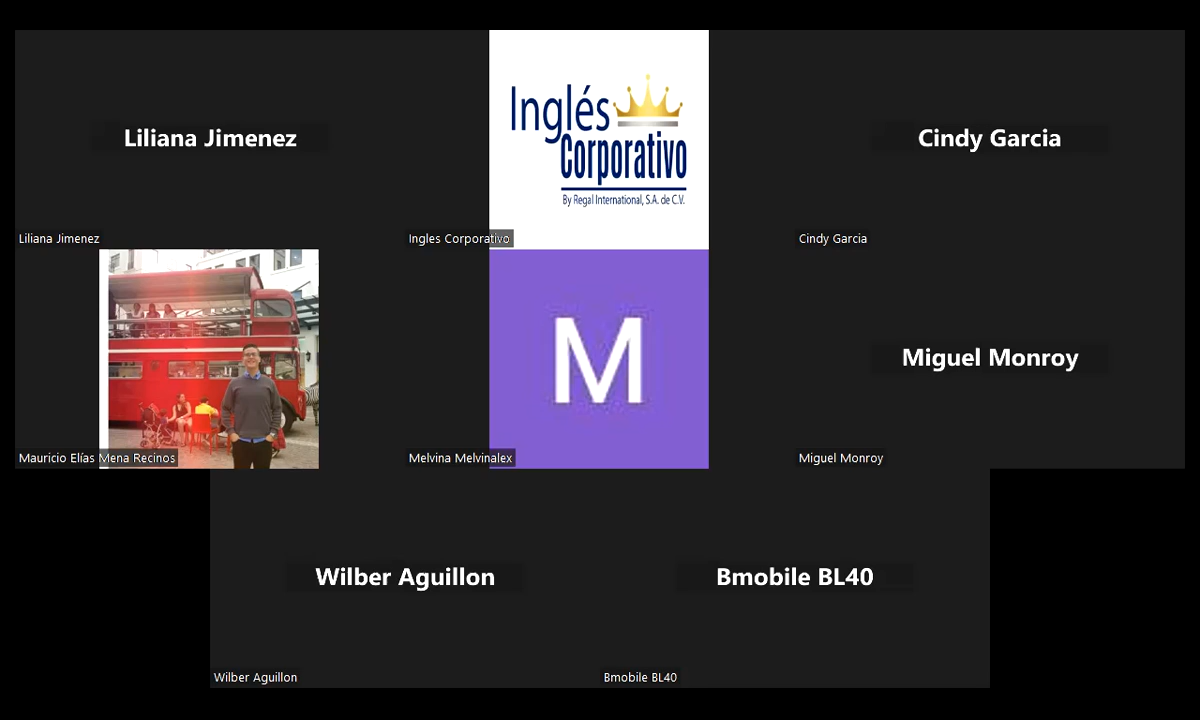 Liliana Jimenez
Inglés
Corporativo
By Regal International, S.A. de C.V.
Cindy Garcia
Liliana Jimenez
Ingles Corporativo
Cindy Garcia
M
Miguel Monroy
Mauricio Elías Mena Recinos
Melvina Melvinalex
Miguel Monroy
Wilber Aguillon
Bmobile BL40
Wilber Aguillon
Bmobile BL40